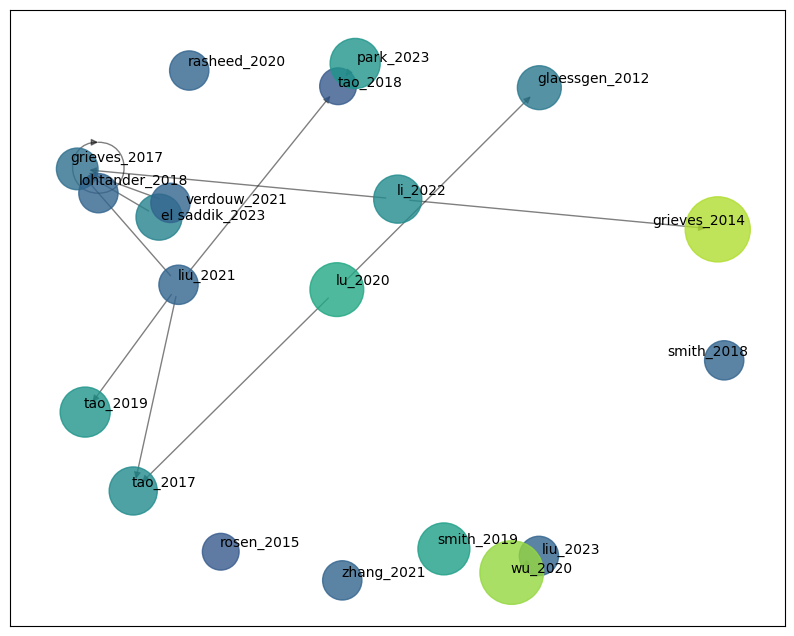 rasheed_2020
park_2023
tao_2018
glaessgen_2012
grieves_2017
lohtander_2018
verdouw_2021
el saddik_2023
li_2022
grieves_2014
liu_2021
lu_2020
smith_2018
tao_2019
tao_2017
rosen_2015
smith_2019
liu_2023
zhang_2021
wu_2020